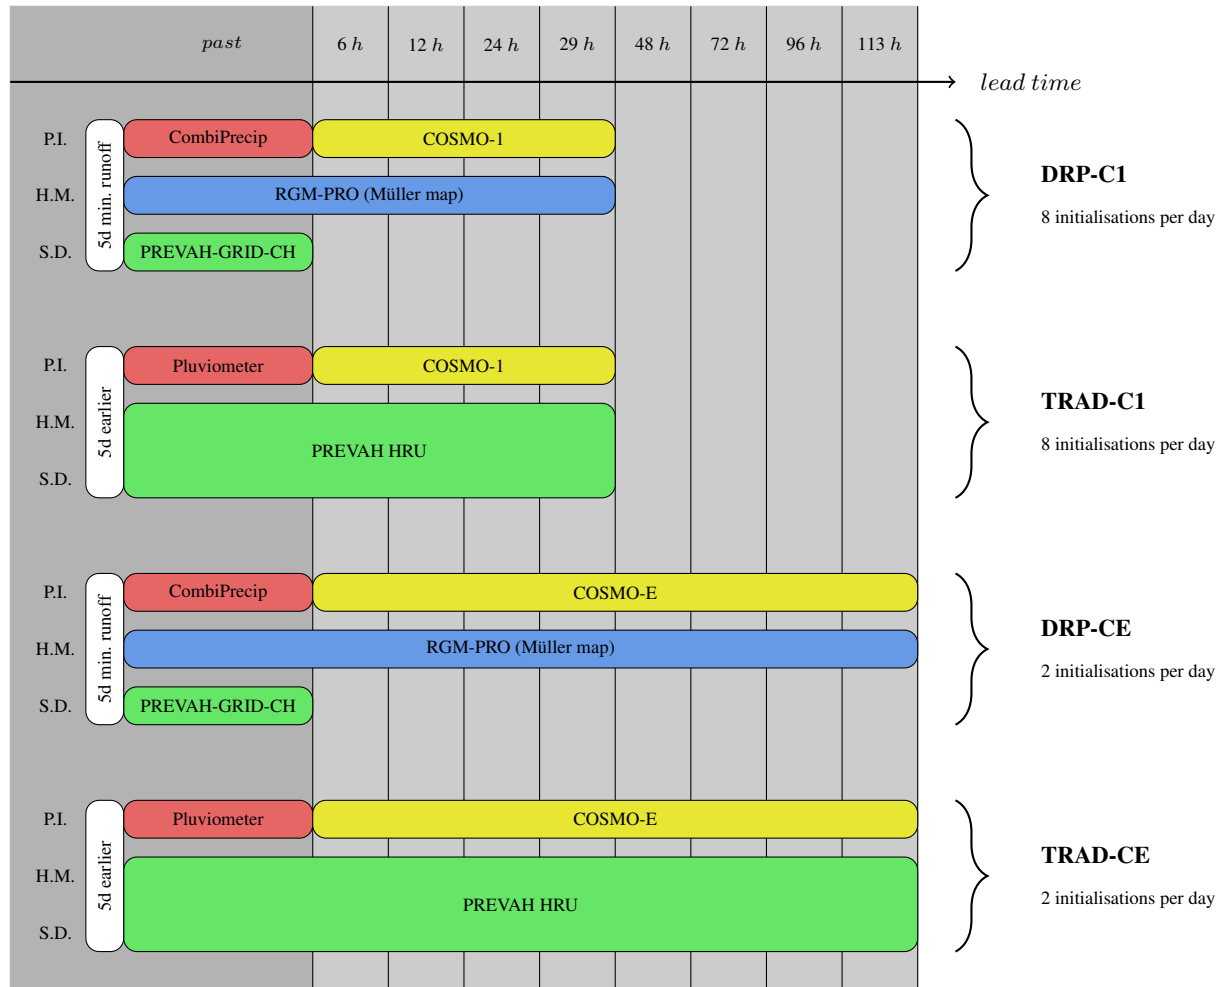 past 6 h 12 h 24 h 29 h 48 h 72 h 96 h 113 h
lead time
P.I. CombiPrecip COSMO-1
H.M. RGM-PRO (Müller map)
S.D. PREVAH-GRID-CH
5d min. runoff
DRP-C1
8 initialisations per day
P.I. Pluviometer COSMO-1
H.M.
PREVAH HRU
S.D.
5d earlier
TRAD-C1
8 initialisations per day
P.I. CombiPrecip COSMO-E
H.M. RGM-PRO (Müller map)
S.D. PREVAH-GRID-CH
5d min. runoff
DRP-CE
2 initialisations per day
P.I. Pluviometer COSMO-E
H.M.
PREVAH HRU
S.D.
5d earlier
TRAD-CE
2 initialisations per day